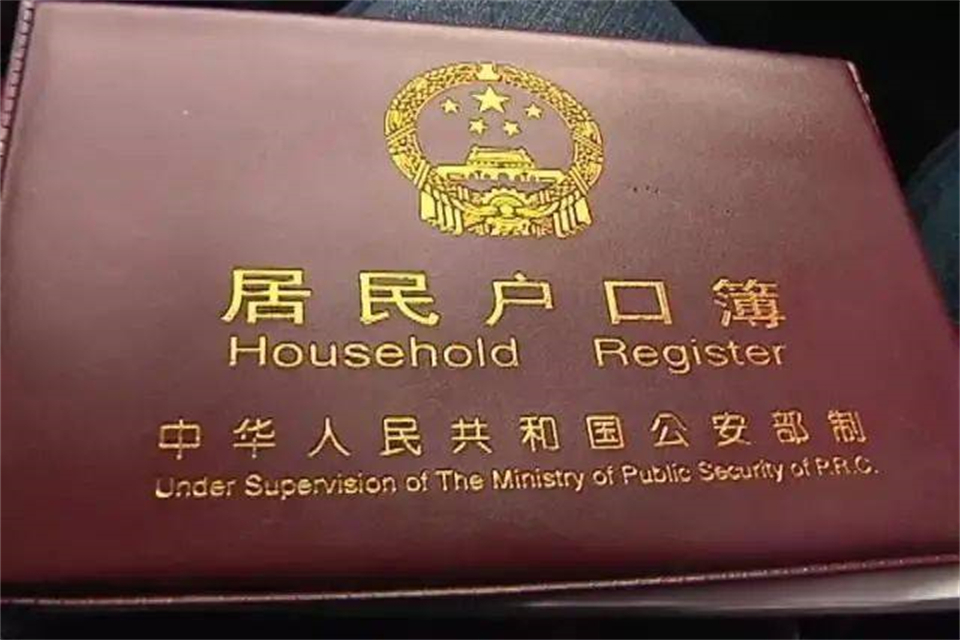 居民户口簿
Household Register
中华人民共和国公安部制
Under Supervision of The Ministry of Public Security of P.R.C.